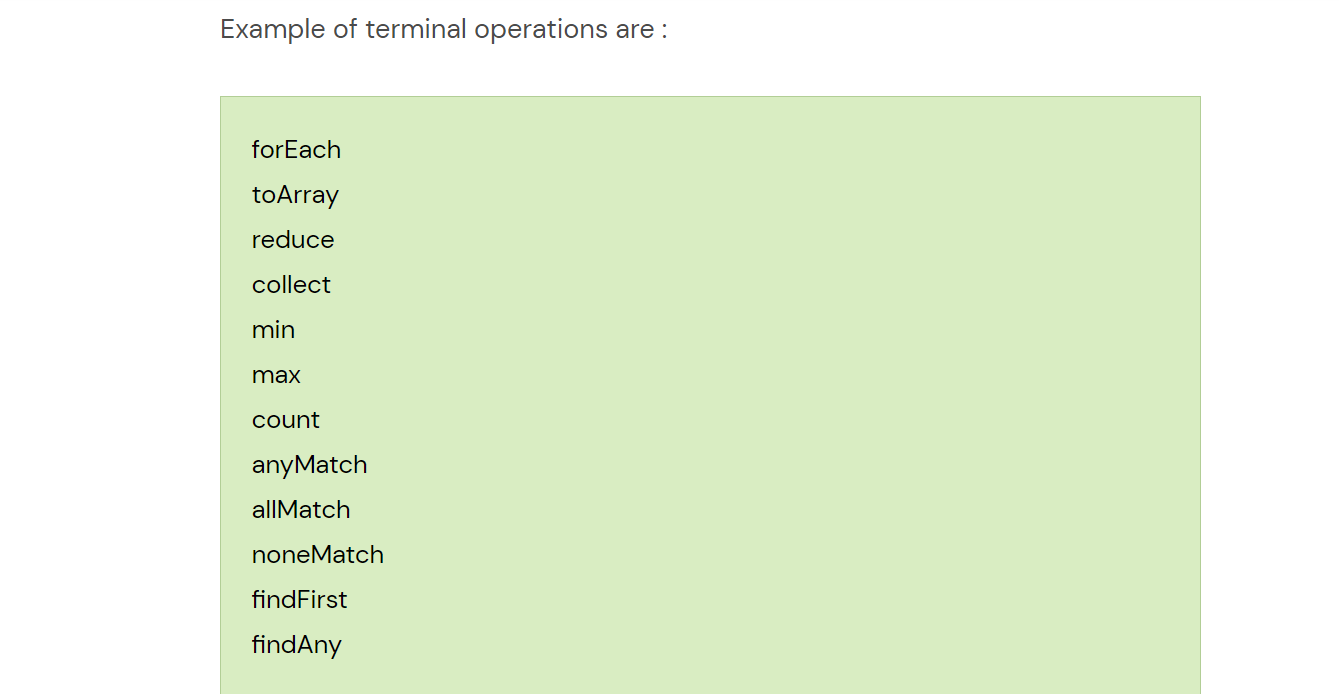 Example of terminal operations are :
forEach
toArray
reduce
collect
min
max
count
anyMatch
allMatch
noneMatch
findFirst
findAny